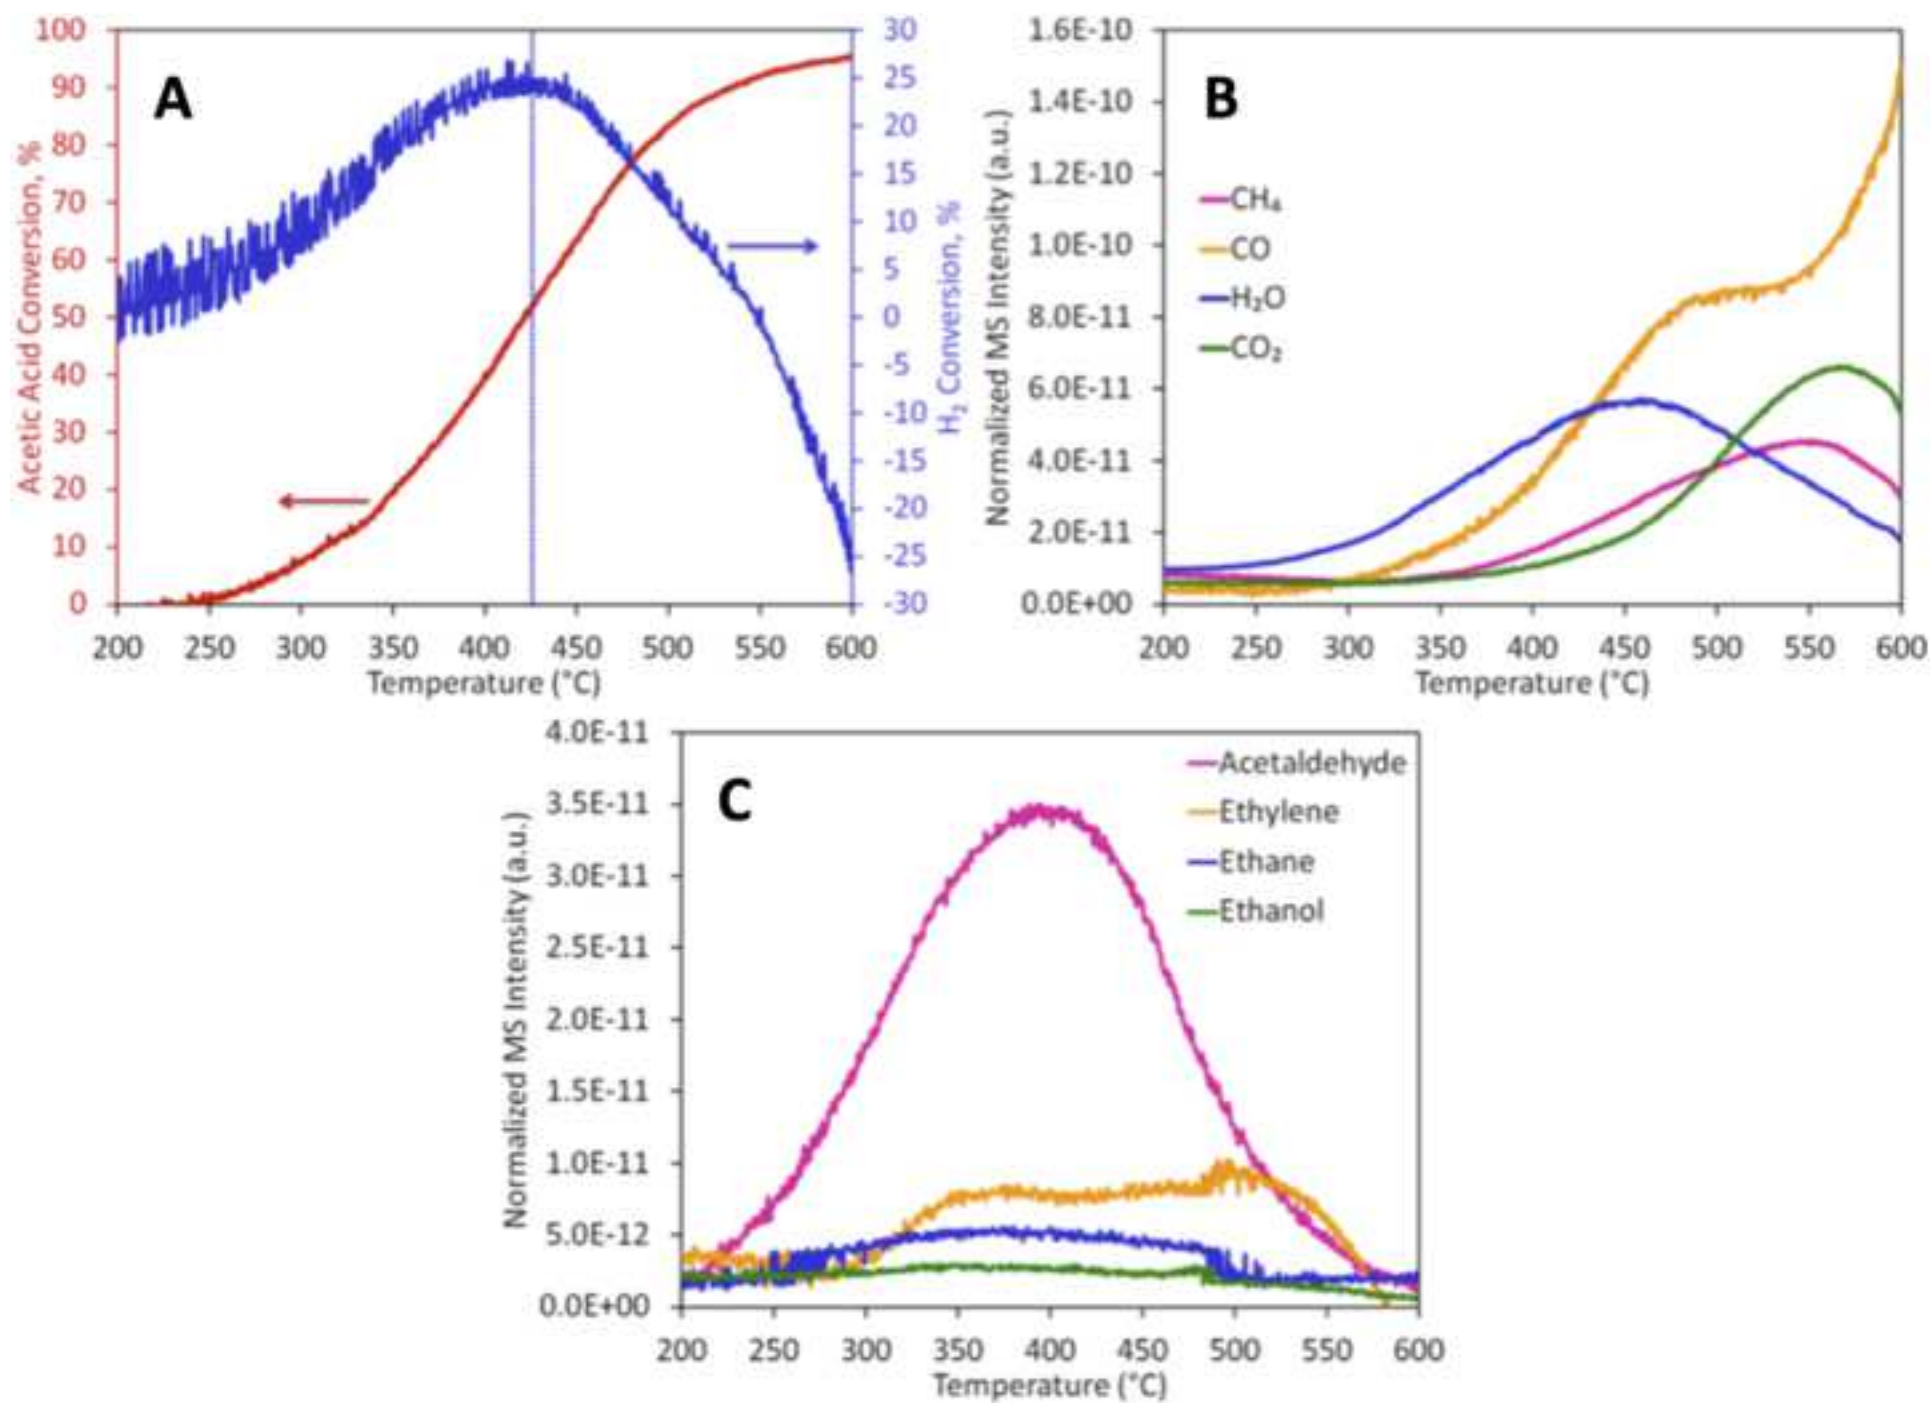 A
Acetic Acid Conversion, %
100
90
80
70
60
50
40
30
20
10
0
200 250 300 350 400 450 500 550 600
Temperature (°C)
30
25
20
15
10
5
0
-5
-10
-15
-20
-25
-30
H₂ Conversion, %
B
Normalized MS Intensity (a.u.)
1.6E-10
1.4E-10
1.2E-10
1.0E-10
8.0E-11
6.0E-11
4.0E-11
2.0E-11
0.0E+00
CH₄
CO
H₂O
CO₂
200 250 300 350 400 450 500 550 600
Temperature (°C)
C
Normalized MS Intensity (a.u.)
4.0E-11
3.5E-11
3.0E-11
2.5E-11
2.0E-11
1.5E-11
1.0E-11
5.0E-12
0.0E+00
Acetaldehyde
Ethylene
Ethane
Ethanol
200 250 300 350 400 450 500 550 600
Temperature (°C)